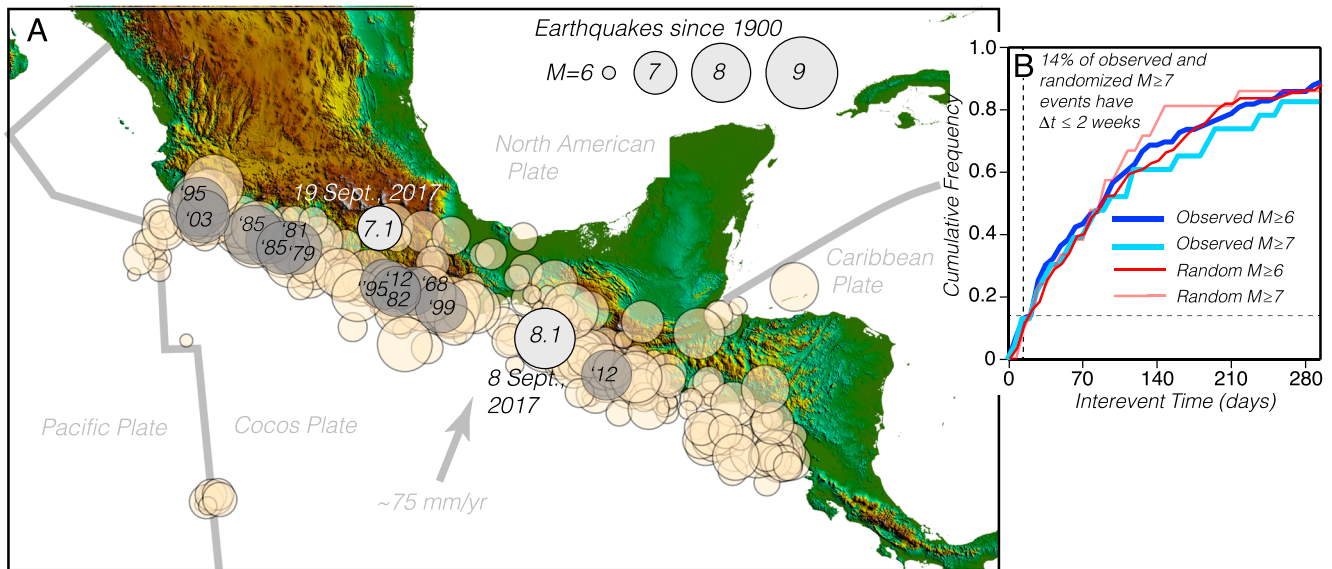 A
Earthquakes since 1900
M=6 7 8 9
North American
Plate
19 Sept., 2017
'95
'03
7.1
'85
'81
'85
'79
Caribbean
Plate
'95
'12
'82
'68
'99
8.1
8 Sept.,
2017
'12
Pacific Plate
Cocos Plate
~75 mm/yr
B
14% of observed and
randomized M≥7
events have
Δt ≤ 2 weeks
Cumulative Frequency
1.0
0.8
0.6
0.4
0.2
0
Observed M≥6
Observed M≥7
Random M≥6
Random M≥7
0 70 140 210 280
Interevent Time (days)